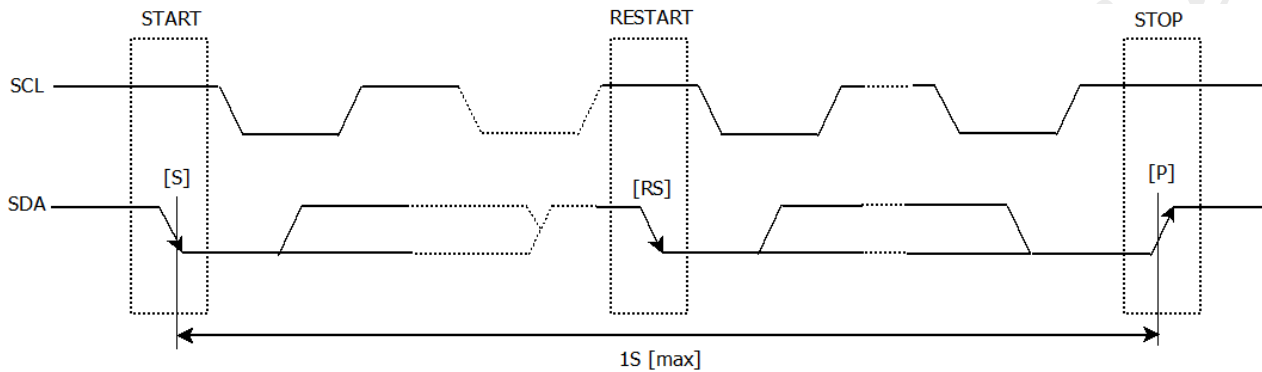 START RESTART STOP
SCL
[S] [RS] [P]
SDA
1S [max]